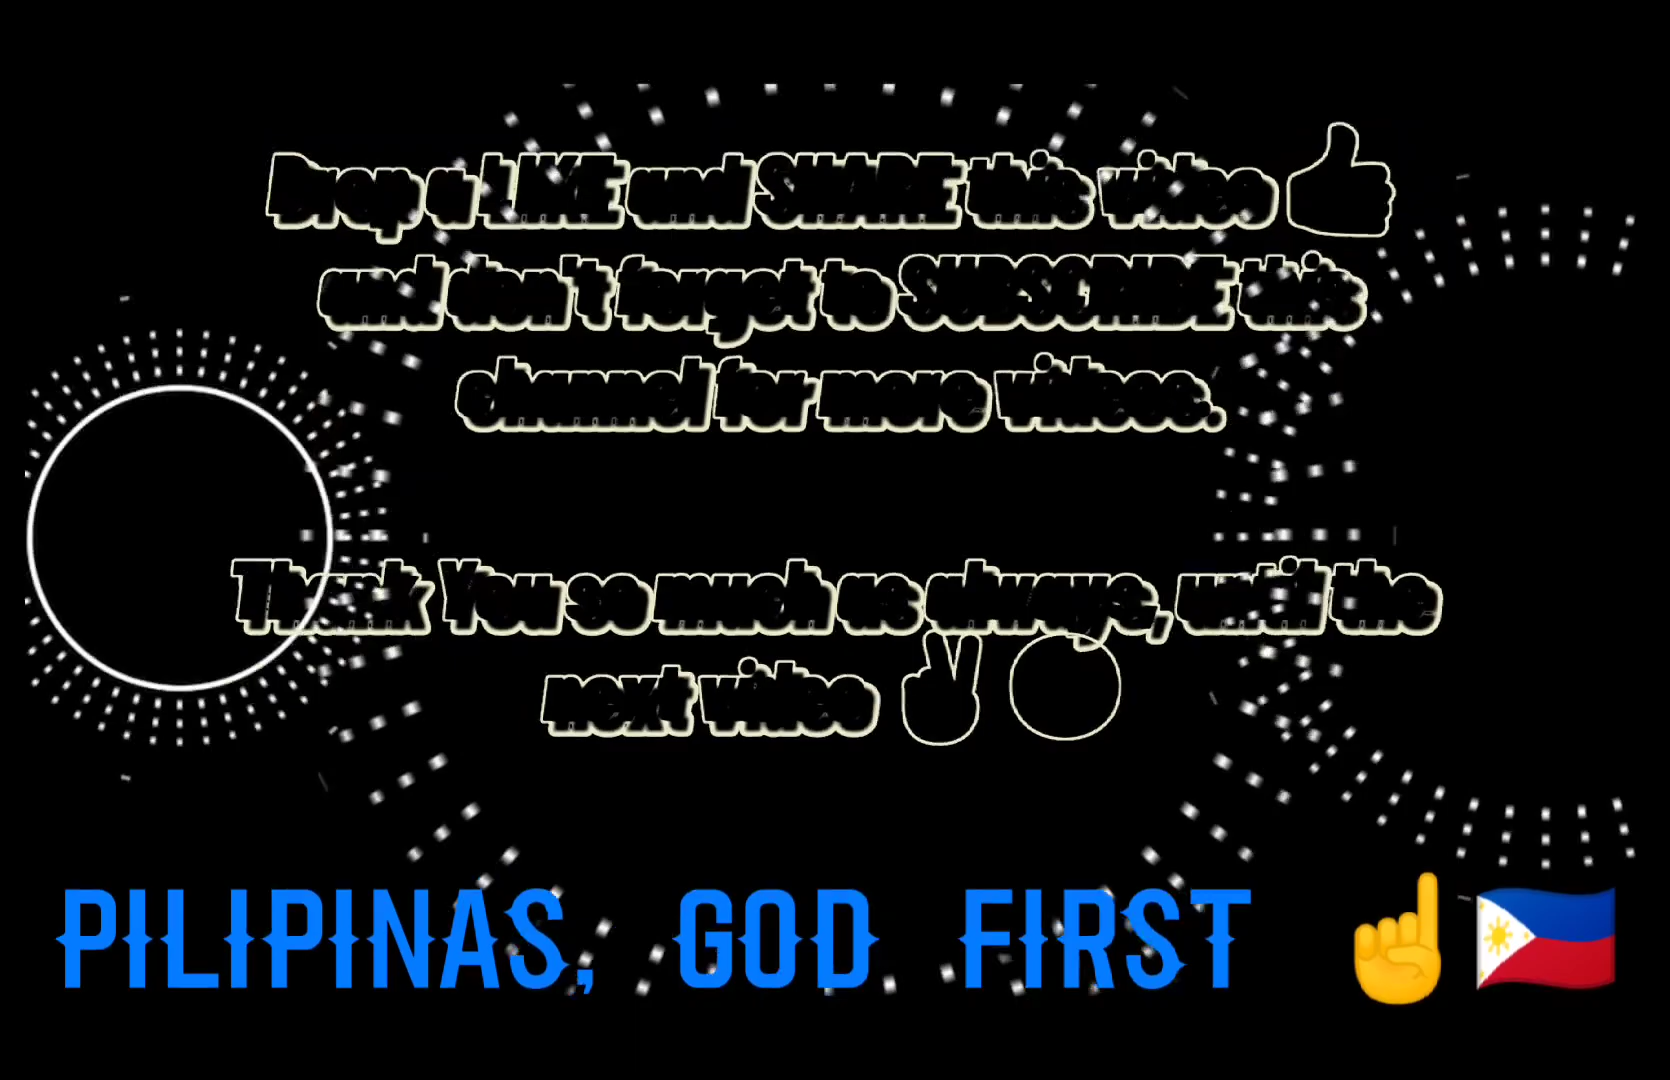 Drop a LIKE and SHARE this video 👍
and don't forget to SUBSCRIBE this
channel for more videos.
Thank You so much as always, until the
next video ✌
PILIPINAS, GOD FIRST ☝🇵🇭